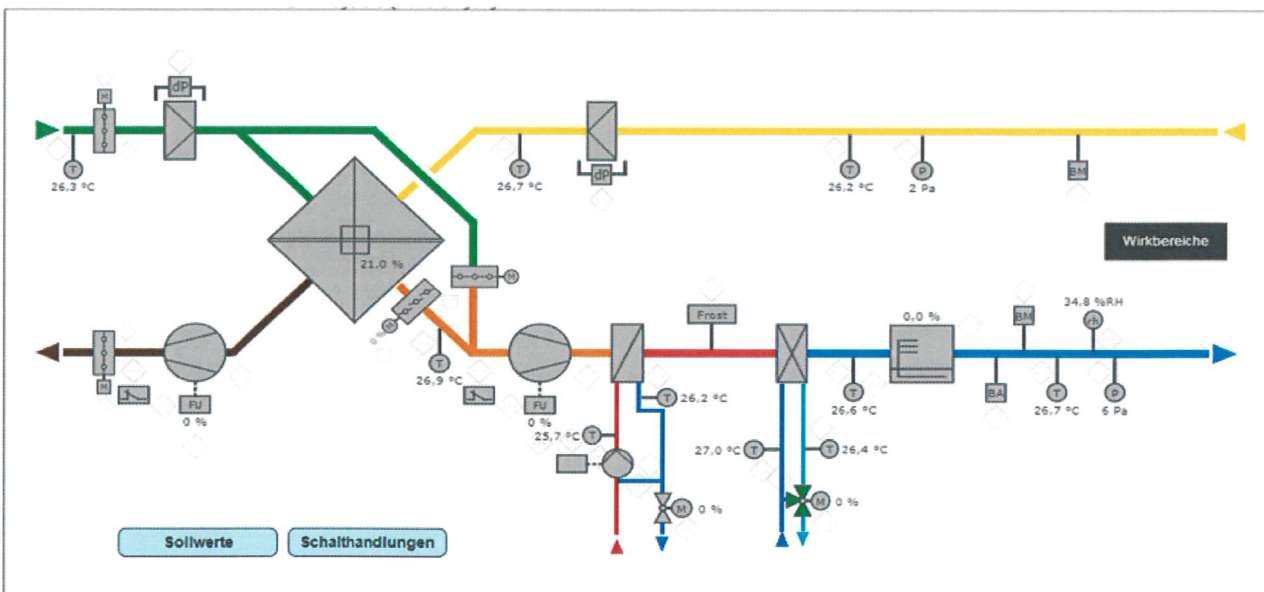 M
dP
T
26,3 °C
T
26,7 °C
dP
T
26,2 °C
P
2 Pa
BM
Wirkbereiche
21,0 %
M
M
T
26,9 °C
M
FU
0 %
FU
0 %
Frost
0,0 %
BM
34,8 %RH
rh
T
26,6 °C
BA
T
26,7 °C
P
6 Pa
T
26,2 °C
25,7 °C
T
27,0 °C
T
T
26,4 °C
M
0 %
M
0 %
Sollwerte
Schalthandlungen